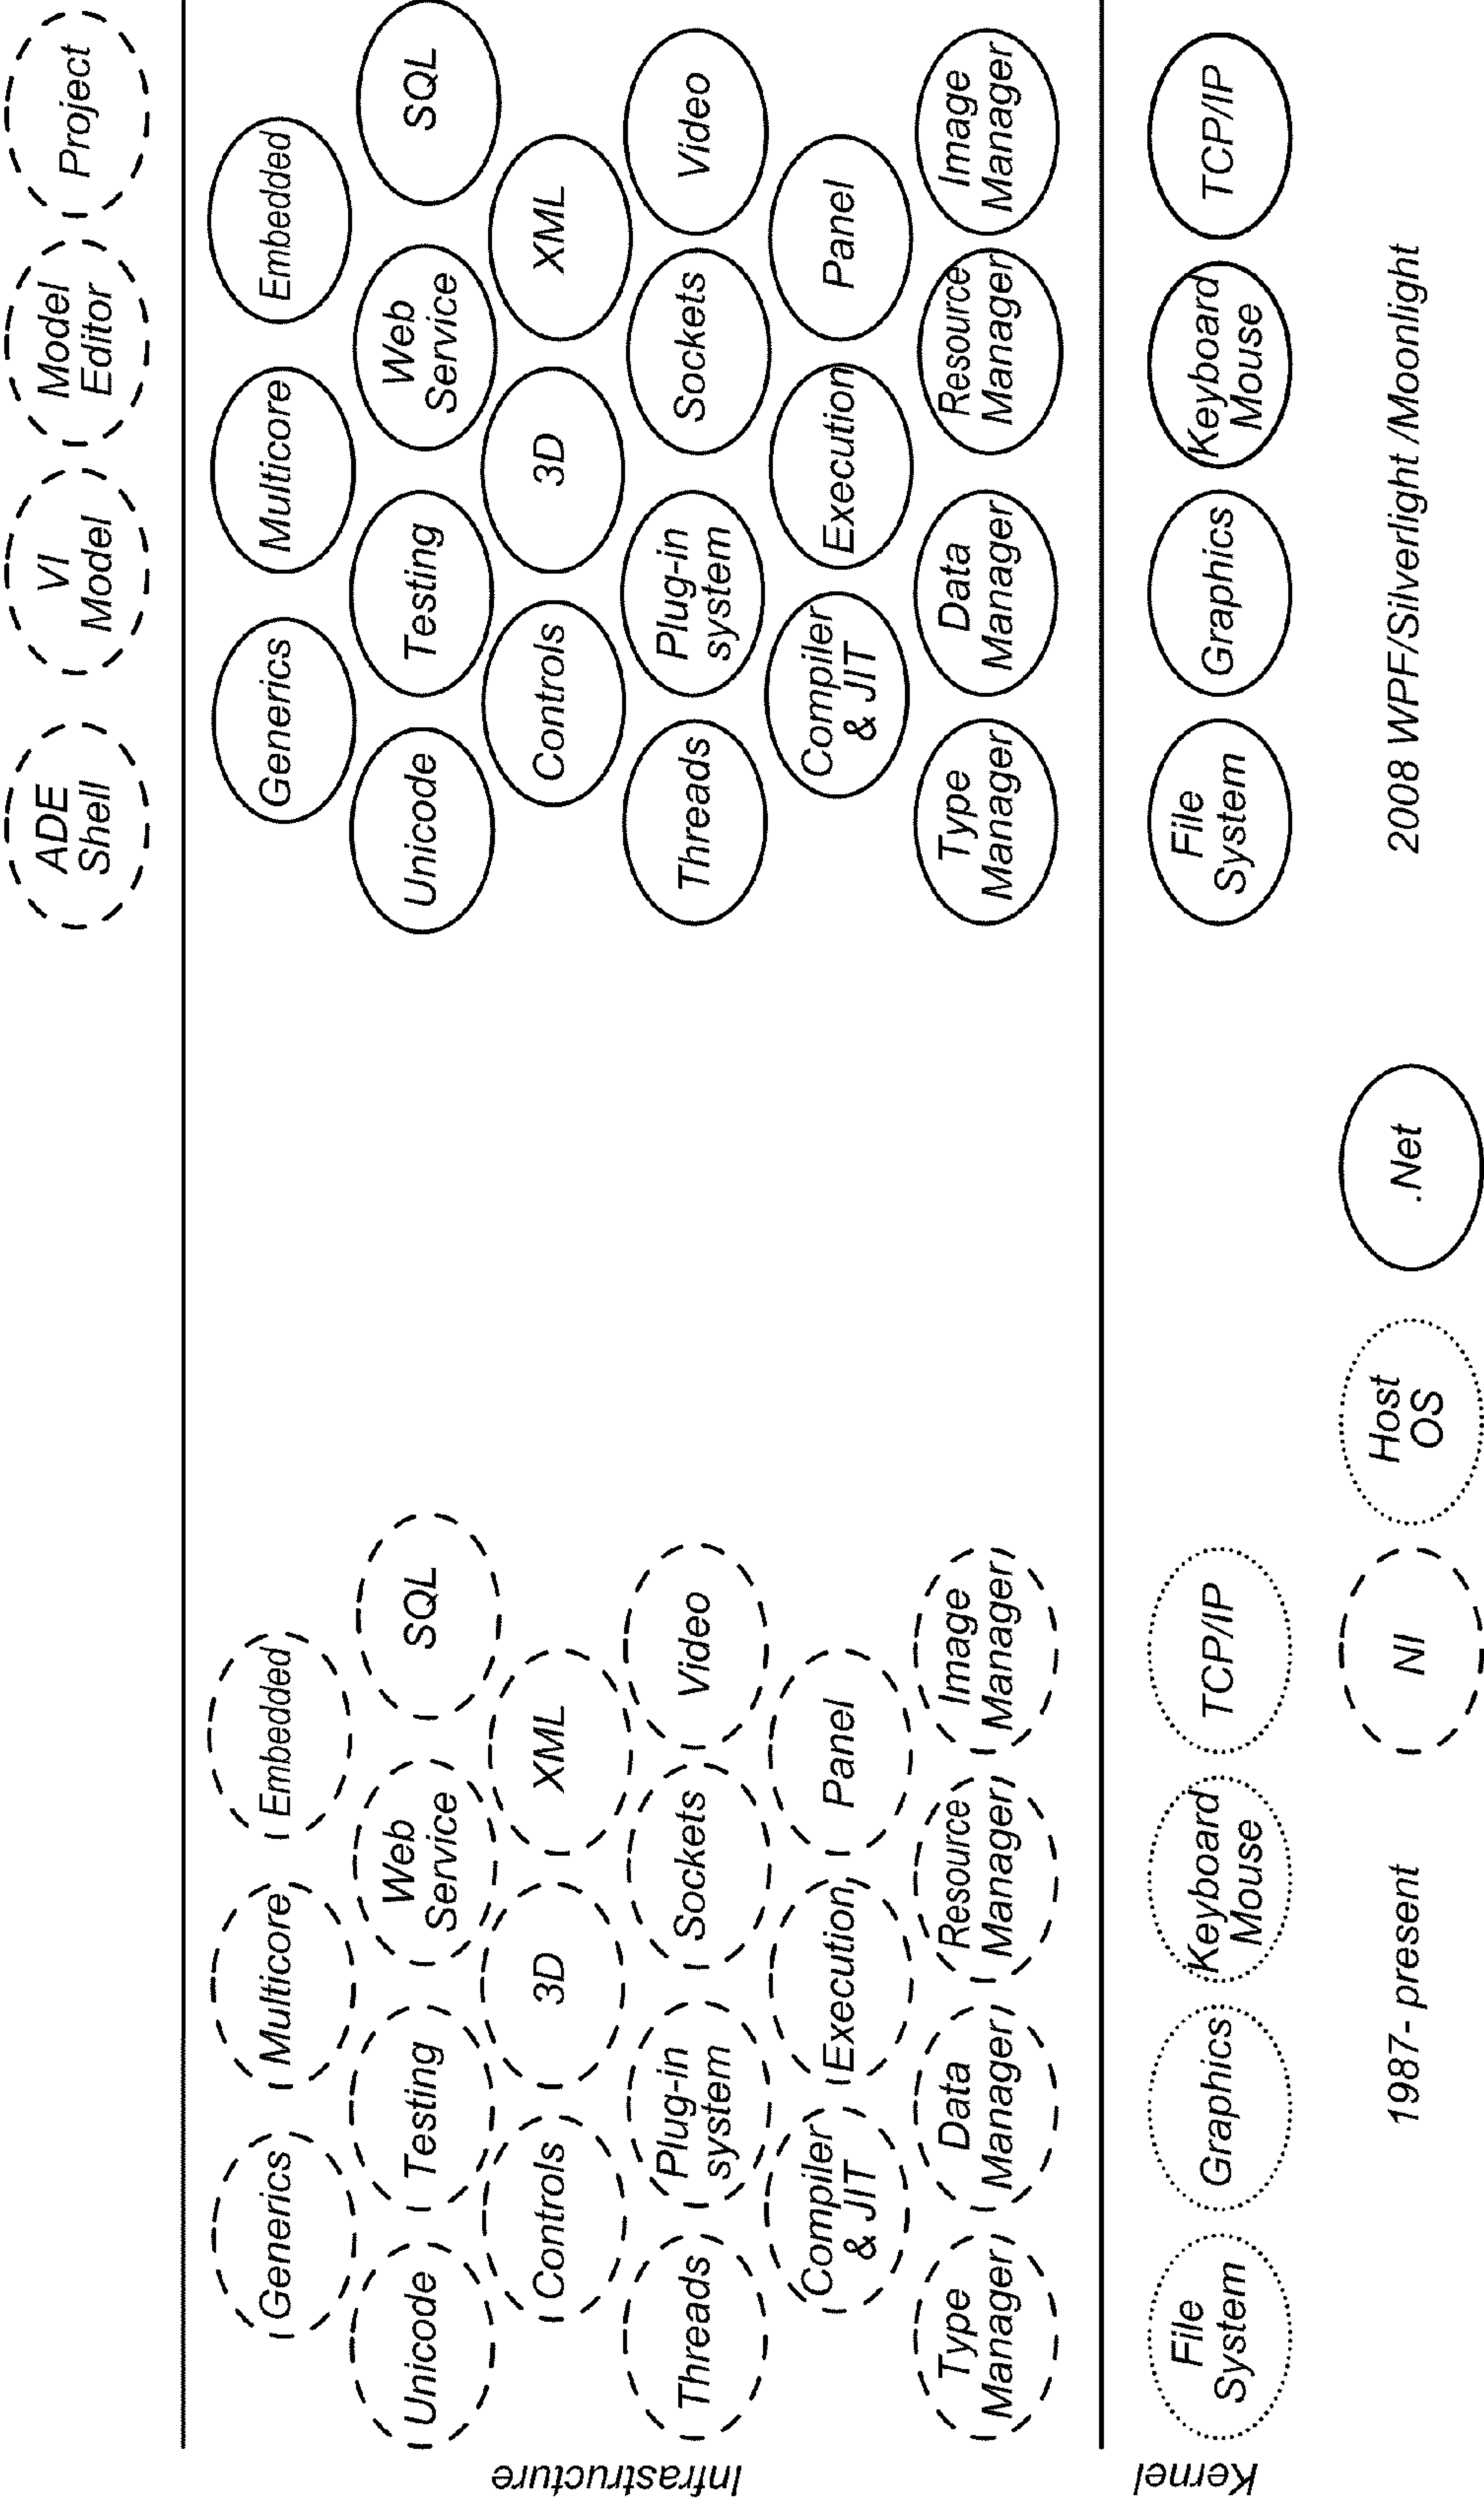 ADE
Shell
VI
Model
Model
Editor
Project
Infrastructure
Generics
Multicore
Embedded
Unicode
Testing
Web
Service
SQL
Controls
3D
XML
Threads
Plug-in
system
Sockets
Video
Compiler
& JIT
Execution
Panel
Type
Manager
Data
Manager
Resource
Manager
Image
Manager
Generics
Multicore
Embedded
Unicode
Testing
Web
Service
SQL
Controls
3D
XML
Threads
Plug-in
system
Sockets
Video
Compiler
& JIT
Execution
Panel
Type
Manager
Data
Manager
Resource
Manager
Image
Manager
Kernel
File
System
Graphics
Keyboard
Mouse
TCP/IP
File
System
Graphics
Keyboard
Mouse
TCP/IP
1987- present
NI
Host
OS
.Net
2008 WPF/Silverlight /Moonlight